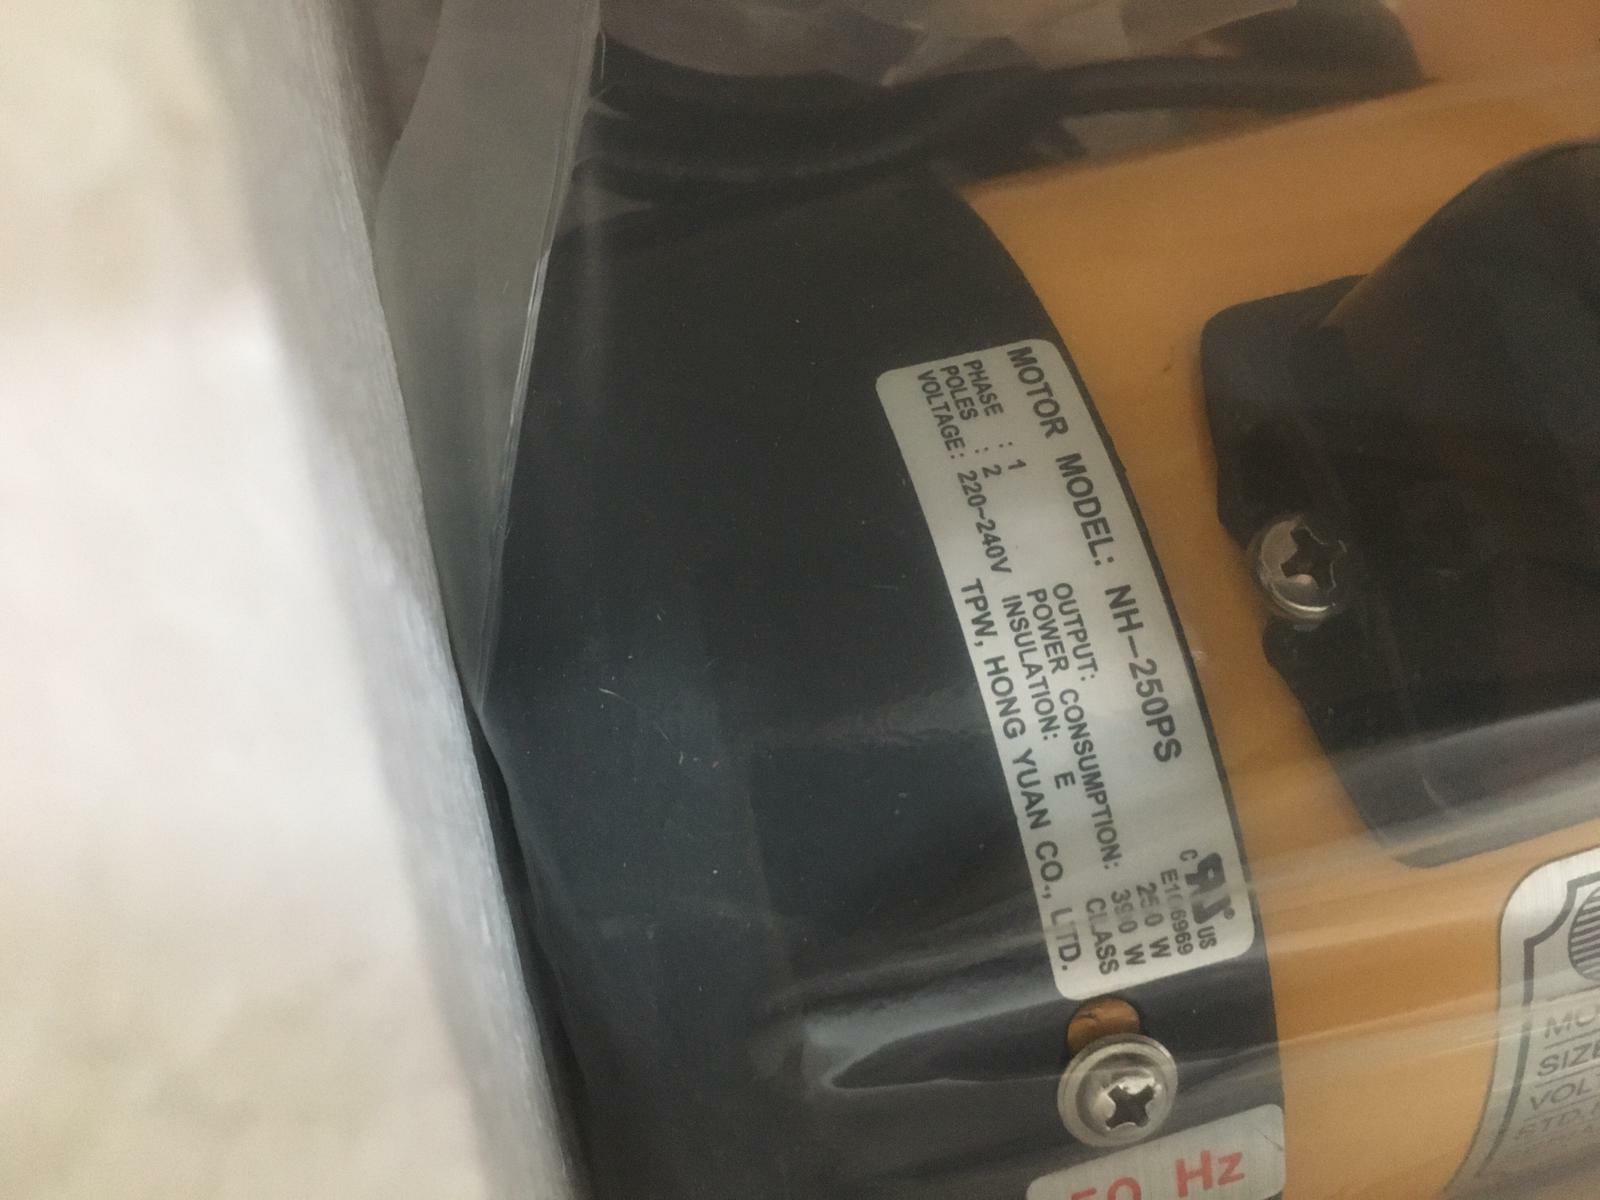 MOTOR MODEL: NH-250PS
c US
PHASE : 1
OUTPUT: 250 W
POLES : 2
POWER CONSUMPTION: 390 W
VOLTAGE: 220~240V
INSULATION: E CLASS
TPW, HONG YUAN CO., LTD.
Hz